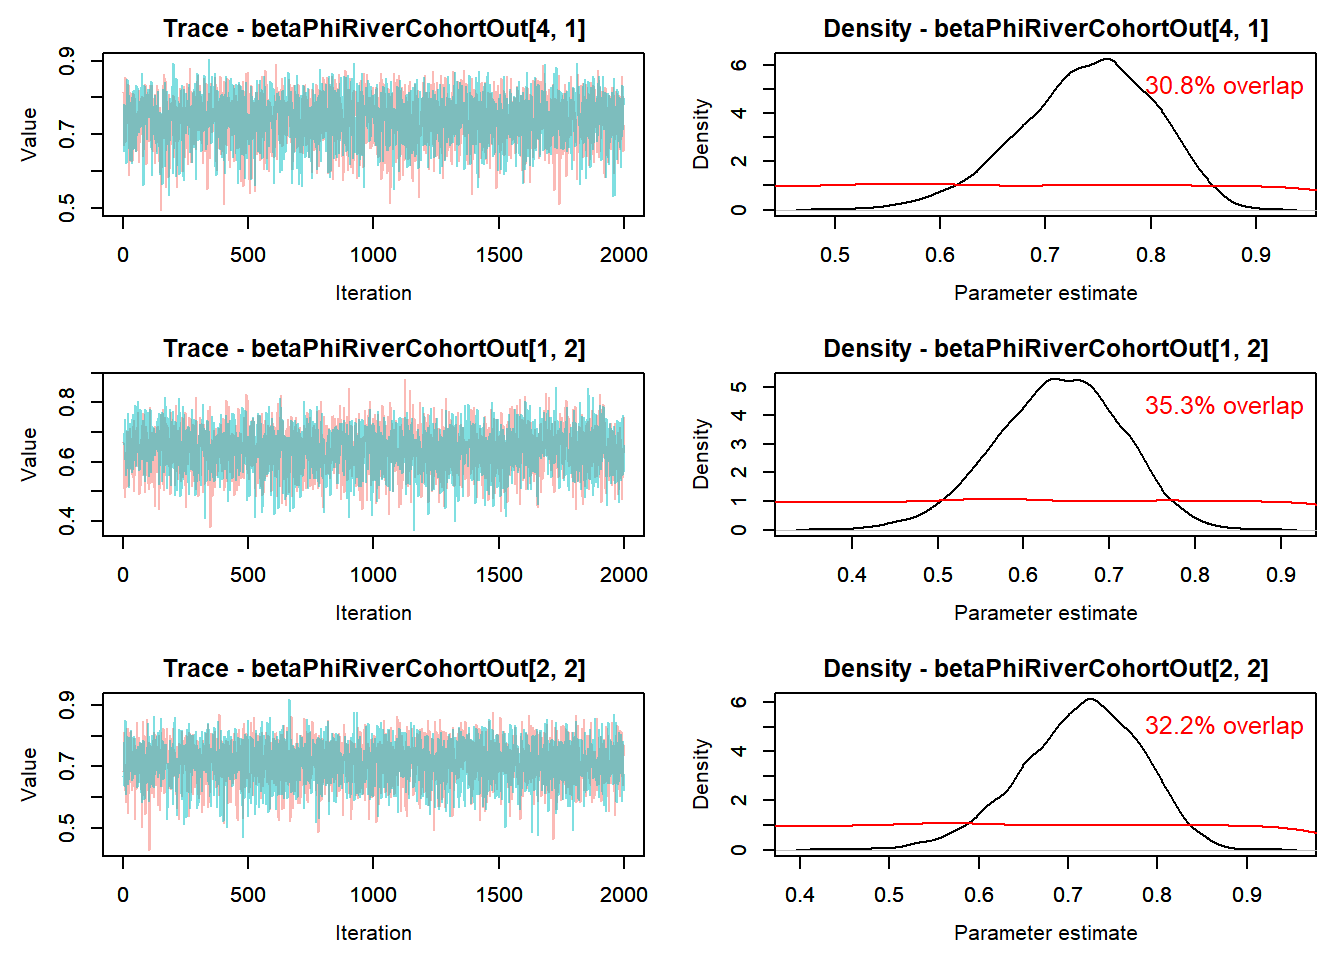 Trace - betaPhiRiverCohortOut[4, 1]
Value
0.5 0.7 0.9
0 500 1000 1500 2000
Iteration
Density - betaPhiRiverCohortOut[4, 1]
30.8% overlap
Density
0 2 4 6
0.5 0.6 0.7 0.8 0.9
Parameter estimate
Trace - betaPhiRiverCohortOut[1, 2]
Value
0.4 0.6 0.8
0 500 1000 1500 2000
Iteration
Density - betaPhiRiverCohortOut[1, 2]
35.3% overlap
Density
0 1 2 3 4 5
0.4 0.5 0.6 0.7 0.8 0.9
Parameter estimate
Trace - betaPhiRiverCohortOut[2, 2]
Value
0.5 0.7 0.9
0 500 1000 1500 2000
Iteration
Density - betaPhiRiverCohortOut[2, 2]
32.2% overlap
Density
0 2 4 6
0.4 0.5 0.6 0.7 0.8 0.9
Parameter estimate